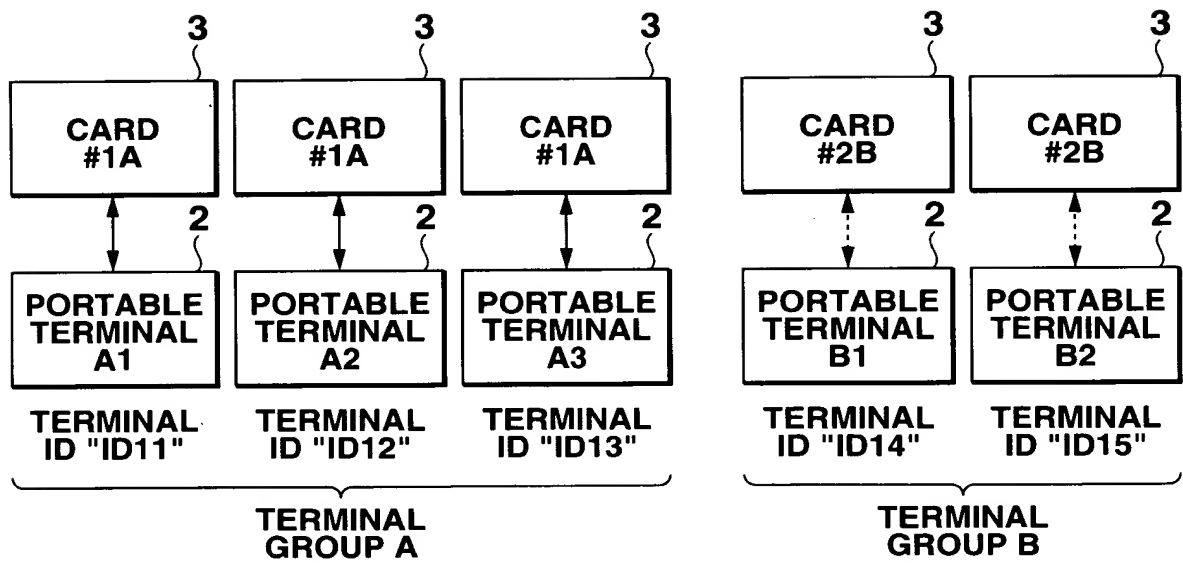 3 3 3 3 3
CARD #1A
CARD #1A
CARD #1A
CARD #2B
CARD #2B
2 2 2 2 2
PORTABLE TERMINAL A1
PORTABLE TERMINAL A2
PORTABLE TERMINAL A3
PORTABLE TERMINAL B1
PORTABLE TERMINAL B2
TERMINAL ID "ID11"
TERMINAL ID "ID12"
TERMINAL ID "ID13"
TERMINAL ID "ID14"
TERMINAL ID "ID15"
TERMINAL GROUP A
TERMINAL GROUP B